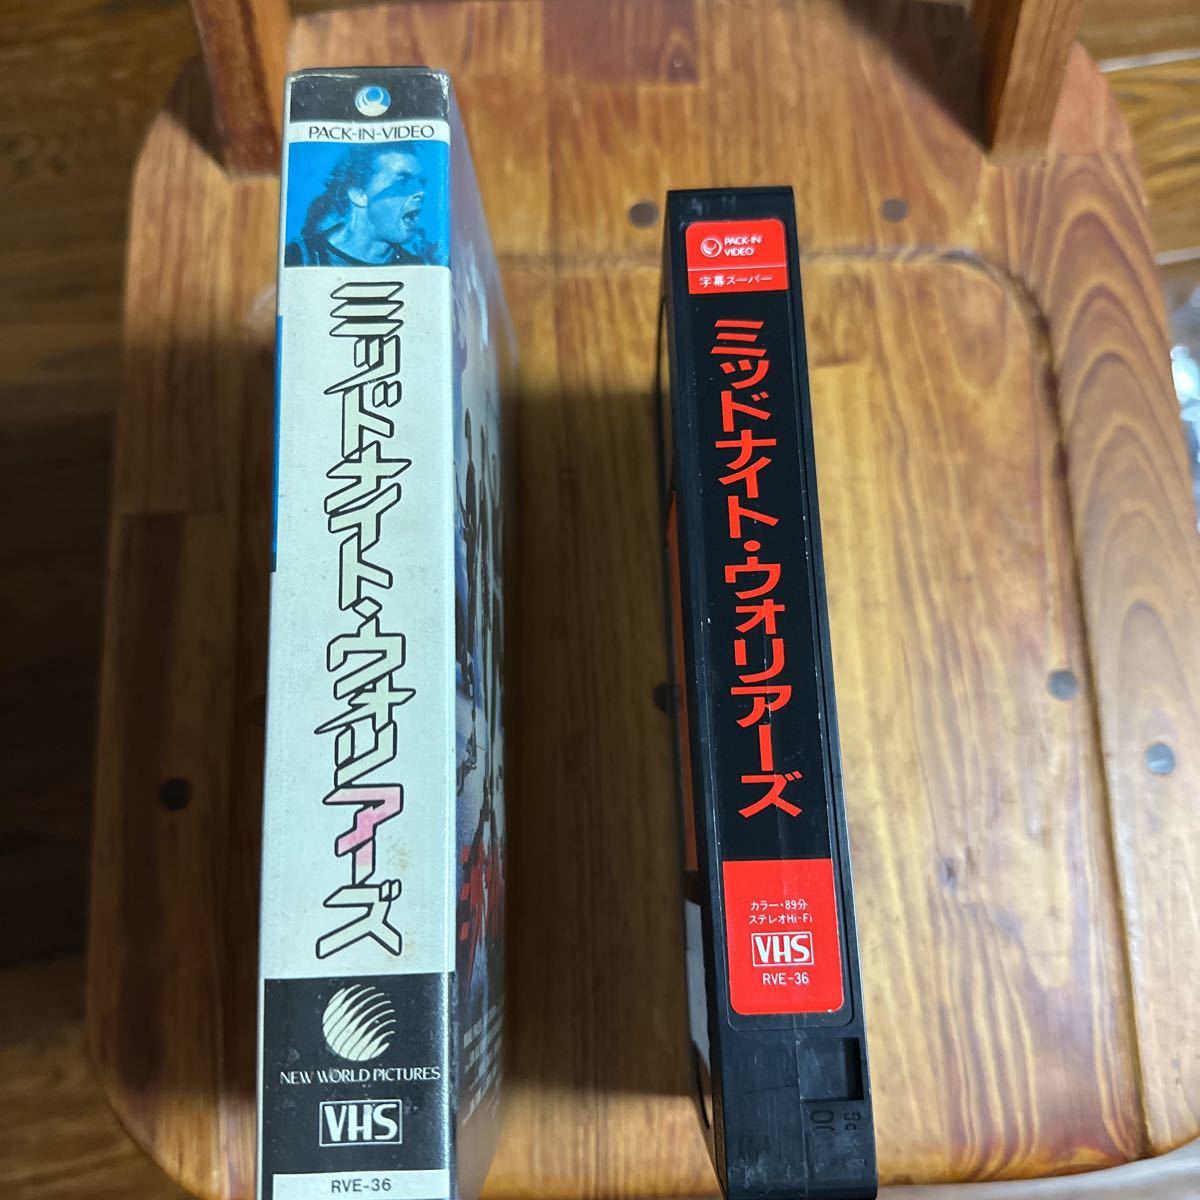 PACK-IN-VIDEO
ミッドナイト・ウォリアーズ
NEW WORLD PICTURES
VHS
RVE-36
PACK-IN
VIDEO
字幕スーパー
ミッドナイト・ウォリアーズ
カラー・89分
ステレオHi-Fi
VHS
RVE-36